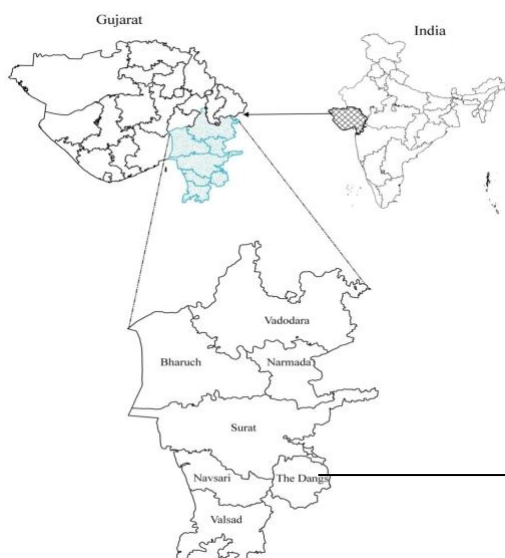 Gujarat
India
Vadodara
Bharuch
Narmada
Surat
Navsari
The Dangs
Valsad